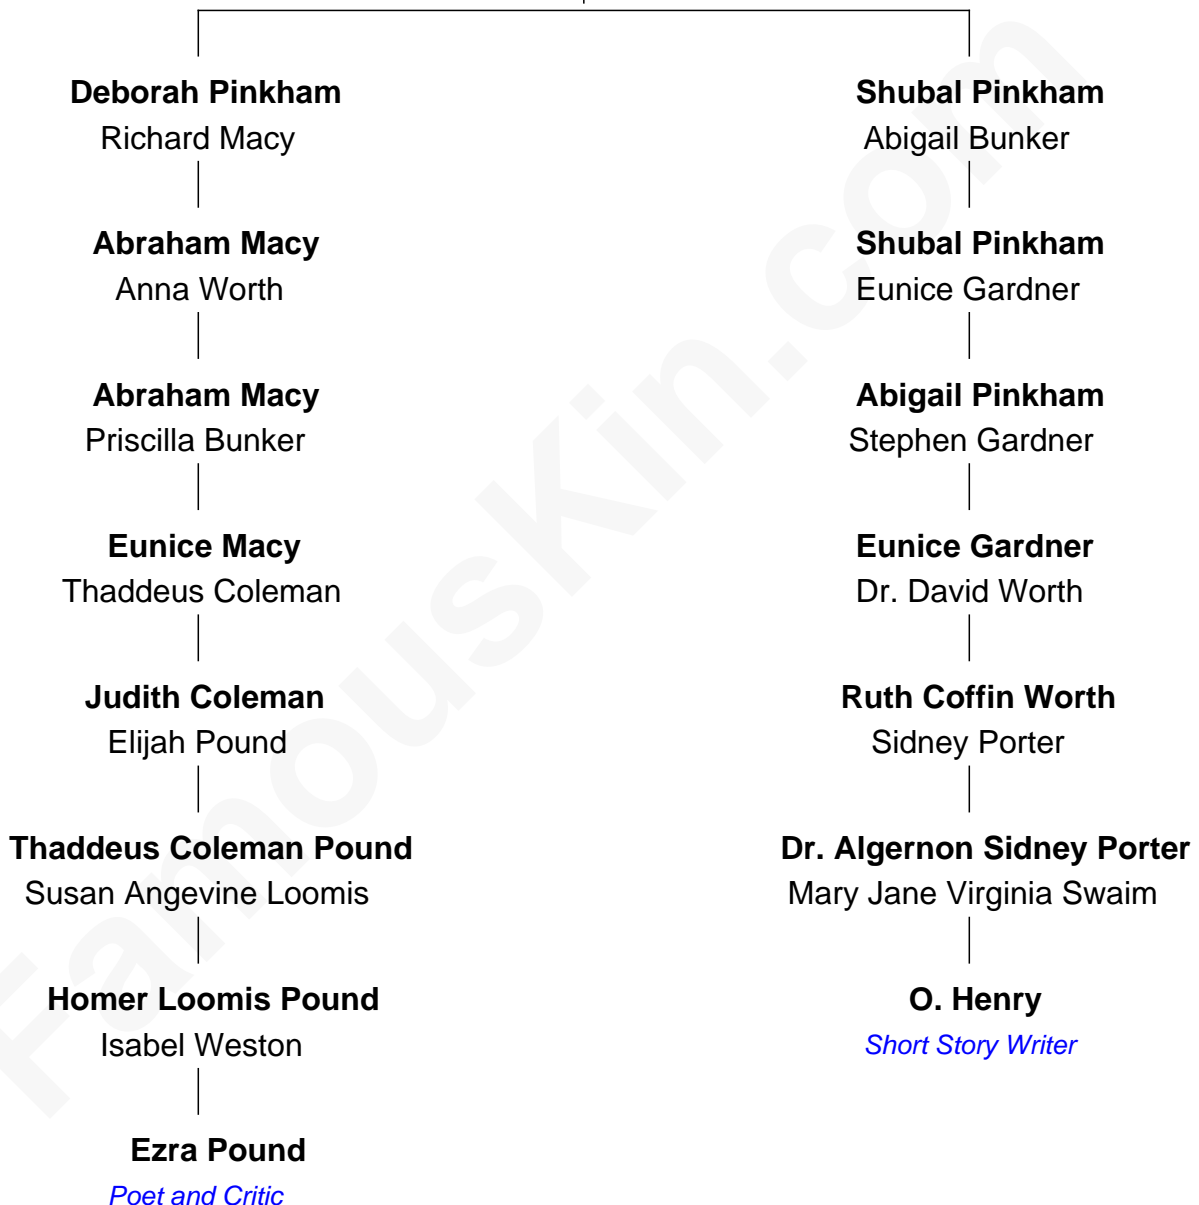 Deborah Pinkham
Richard Macy
Abraham Macy
Anna Worth
Abraham Macy
Priscilla Bunker
Eunice Macy
Thaddeus Coleman
Judith Coleman
Elijah Pound
Thaddeus Coleman Pound
Susan Angevine Loomis
Homer Loomis Pound
Isabel Weston
Ezra Pound
Poet and Critic
Shubal Pinkham
Abigail Bunker
Shubal Pinkham
Eunice Gardner
Abigail Pinkham
Stephen Gardner
Eunice Gardner
Dr. David Worth
Ruth Coffin Worth
Sidney Porter
Dr. Algernon Sidney Porter
Mary Jane Virginia Swaim
O. Henry
Short Story Writer
FamousKin.com